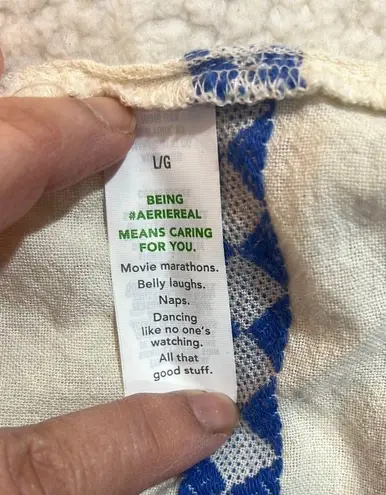 L/G
BEING
#AERIEREAL
MEANS CARING
FOR YOU.
Movie marathons.
Belly laughs.
Naps.
Dancing
like no one's
watching.
All that
good stuff.